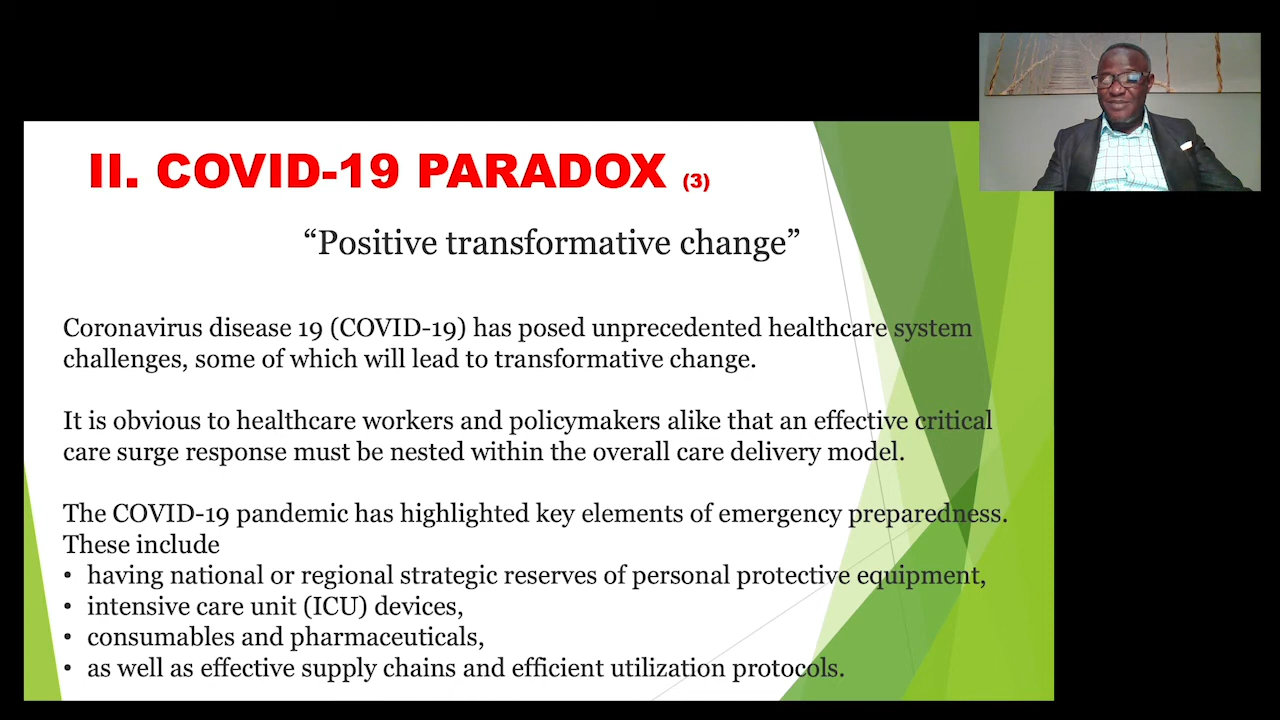 II. COVID-19 PARADOX (3)
“Positive transformative change”
Coronavirus disease 19 (COVID-19) has posed unprecedented healthcare system
challenges, some of which will lead to transformative change.
It is obvious to healthcare workers and policymakers alike that an effective critical
care surge response must be nested within the overall care delivery model.
The COVID-19 pandemic has highlighted key elements of emergency preparedness.
These include
• having national or regional strategic reserves of personal protective equipment,
• intensive care unit (ICU) devices,
• consumables and pharmaceuticals,
• as well as effective supply chains and efficient utilization protocols.